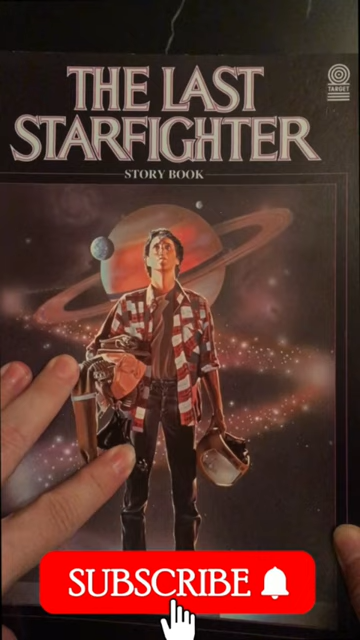 THE LAST
TARGET
STARFIGHTER
STORY BOOK
SUBSCRIBE